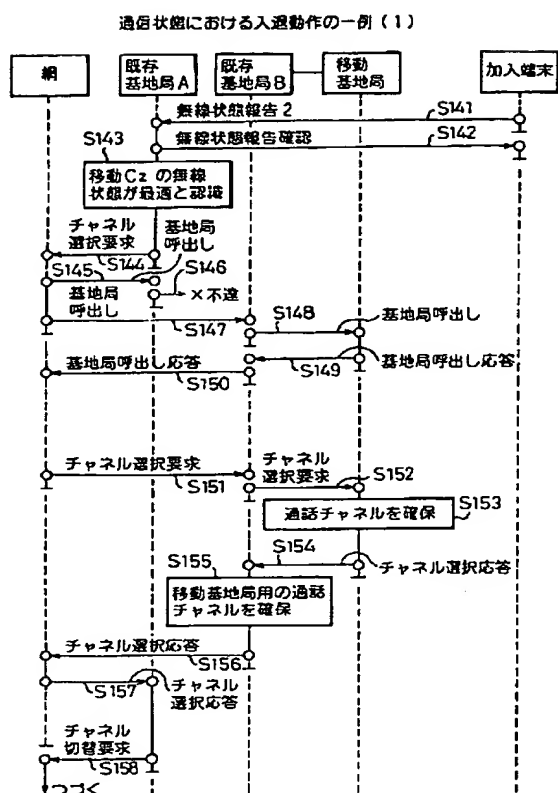 通信状態における入退動作の一例(1)
網
既存
基地局A
既存
基地局B
移動
基地局
加入端末
無線状態報告2
S141
S143
無線状態報告確認
S142
移動Czの無線
状態が最適と認識
チャネル
選択要求
基地局
呼出し
S144
S145
S146
基地局
呼出し
×不達
S147
S148
基地局呼出し
基地局呼出し応答
S149
基地局呼出し応答
S150
チャネル選択要求
チャネル
選択要求
S152
S151
通話チャネルを確保
S153
S155
S154
チャネル選択応答
移動基地局用の通話
チャネルを確保
チャネル選択応答
S156
S157
チャネル
選択応答
チャネル
切替要求
S158
つづく